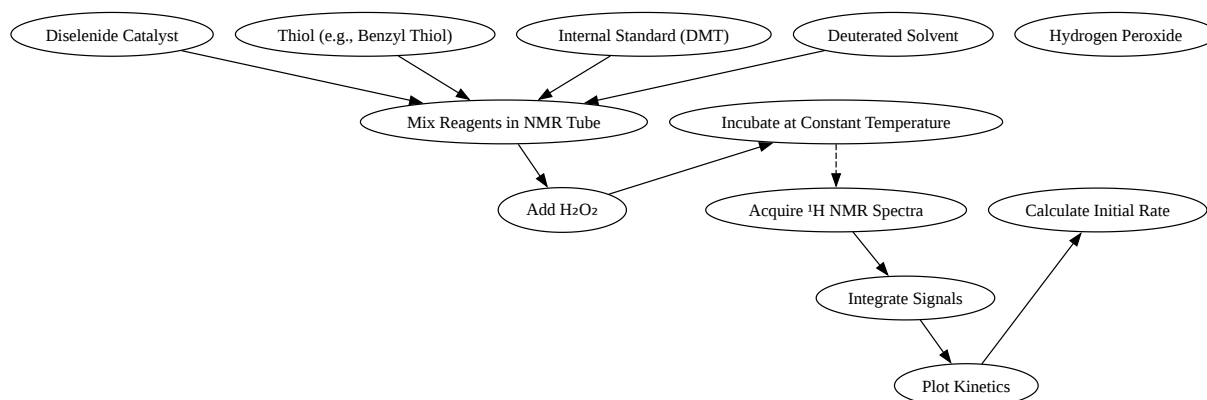 Diselenide Catalyst
Thiol (e.g., Benzyl Thiol)
Internal Standard (DMT)
Deuterated Solvent
Hydrogen Peroxide
Mix Reagents in NMR Tube
Incubate at Constant Temperature
Add H₂O₂
Acquire ¹H NMR Spectra
Calculate Initial Rate
Integrate Signals
Plot Kinetics